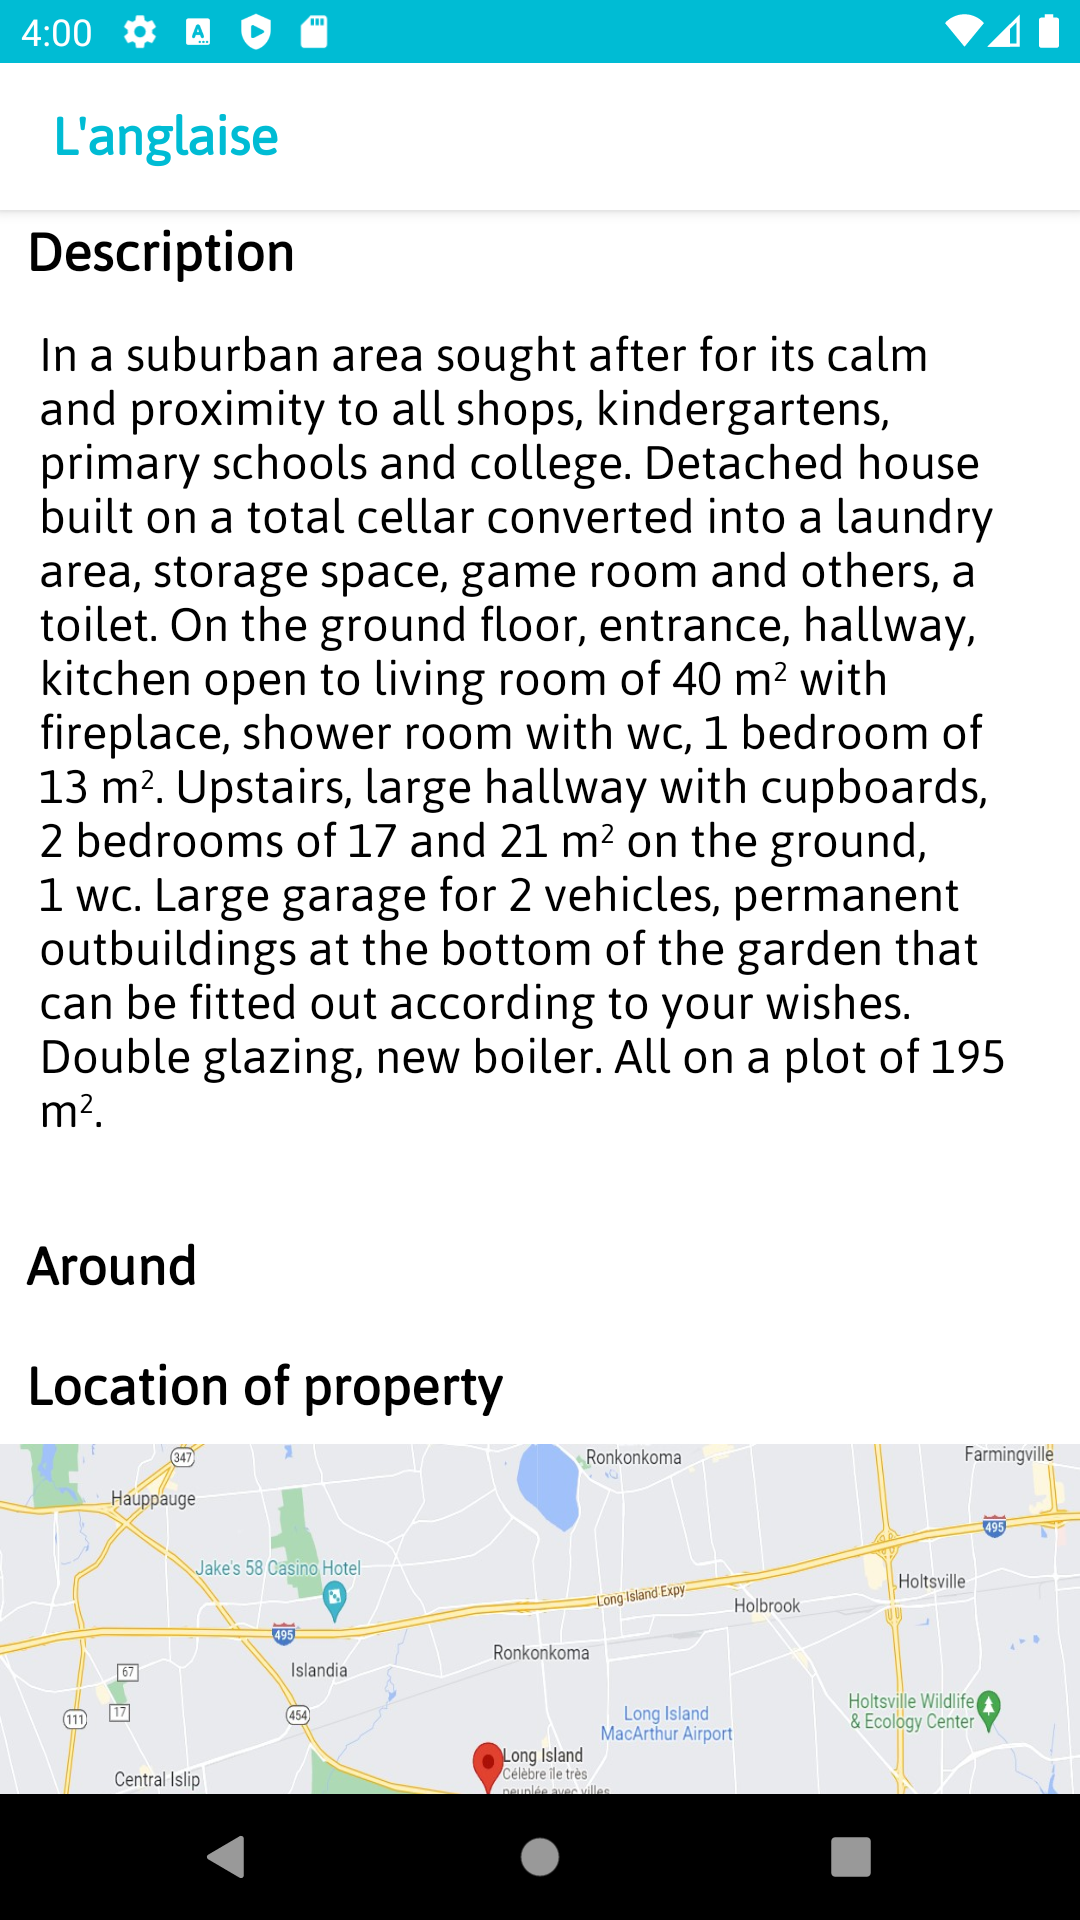 4:00
L'anglaise
Description
In a suburban area sought after for its calm
and proximity to all shops, kindergartens,
primary schools and college. Detached house
built on a total cellar converted into a laundry
area, storage space, game room and others, a
toilet. On the ground floor, entrance, hallway,
kitchen open to living room of 40 m² with
fireplace, shower room with wc, 1 bedroom of
13 m². Upstairs, large hallway with cupboards,
2 bedrooms of 17 and 21 m² on the ground,
1 wc. Large garage for 2 vehicles, permanent
outbuildings at the bottom of the garden that
can be fitted out according to your wishes.
Double glazing, new boiler. All on a plot of 195
m².
Around
Location of property
347
Ronkonkoma
Farmingville
Hauppauge
495
Jake's 58 Casino Hotel
Holtsville
Long Island Expy
Holbrook
495
Ronkonkoma
Islandia
67
17
111
454
Long Island
MacArthur Airport
Holtsville Wildlife
& Ecology Center
Long Island
Célèbre île très
peuplée avec villes
Central Islip